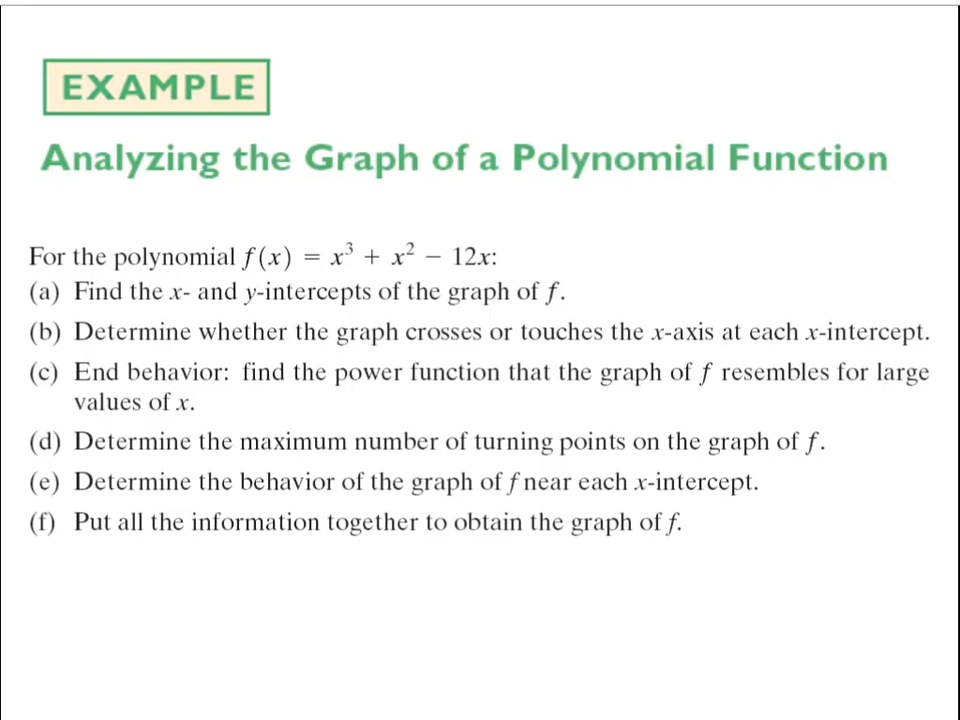 EXAMPLE
Analyzing the Graph of a Polynomial Function
For the polynomial f(x) = x³ + x² − 12x:
(a) Find the x- and y-intercepts of the graph of f.
(b) Determine whether the graph crosses or touches the x-axis at each x-intercept.
(c) End behavior: find the power function that the graph of f resembles for large
values of x.
(d) Determine the maximum number of turning points on the graph of f.
(e) Determine the behavior of the graph of f near each x-intercept.
(f) Put all the information together to obtain the graph of f.